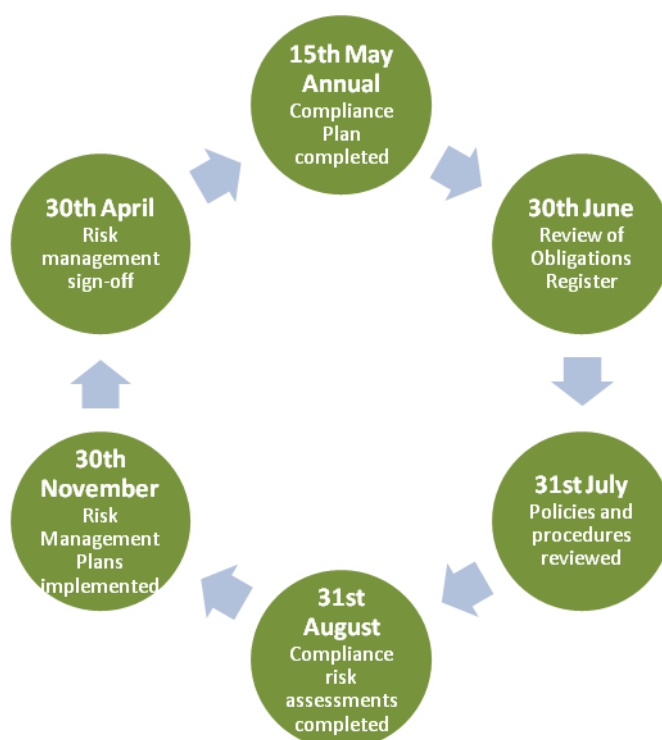 15th May
Annual
Compliance
Plan
completed
30th June
Review of
Obligations
Register
31st July
Policies and
procedures
reviewed
31st
August
Compliance
risk
assessments
completed
30th
November
Risk
Management
Plans
implemented
30th April
Risk
management
sign-off